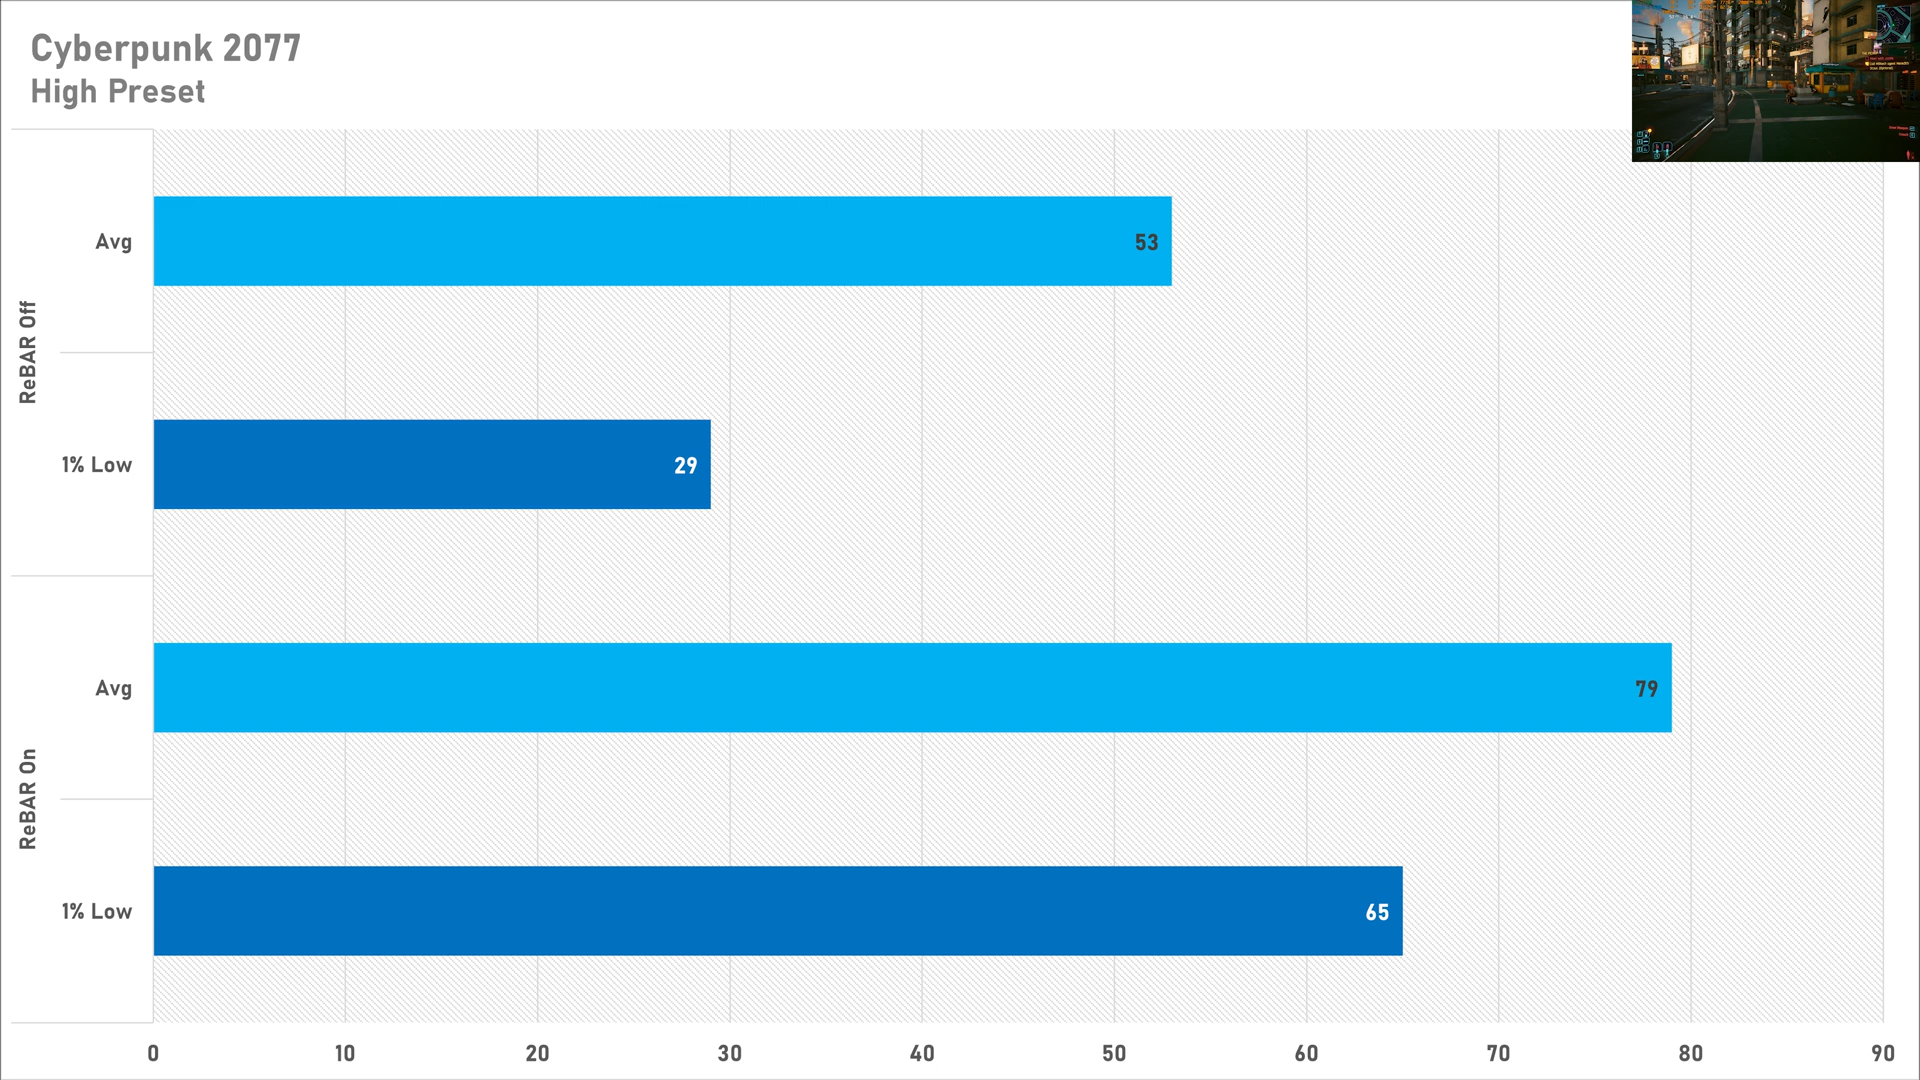 Cyberpunk 2077
High Preset
ReBAR Off
Avg
53
1% Low
29
ReBAR On
Avg
79
1% Low
65
0 10 20 30 40 50 60 70 80 90